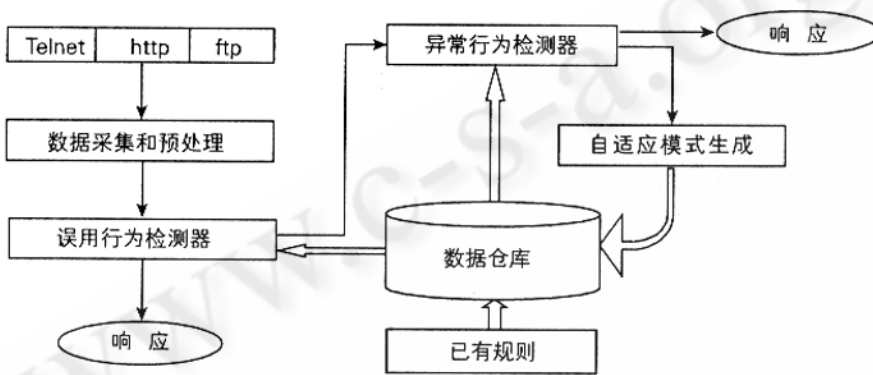 Telnet http ftp
数据采集和预处理
误用行为检测器
响 应
异常行为检测器
响 应
自适应模式生成
数据仓库
已有规则
www.c-s-a.org